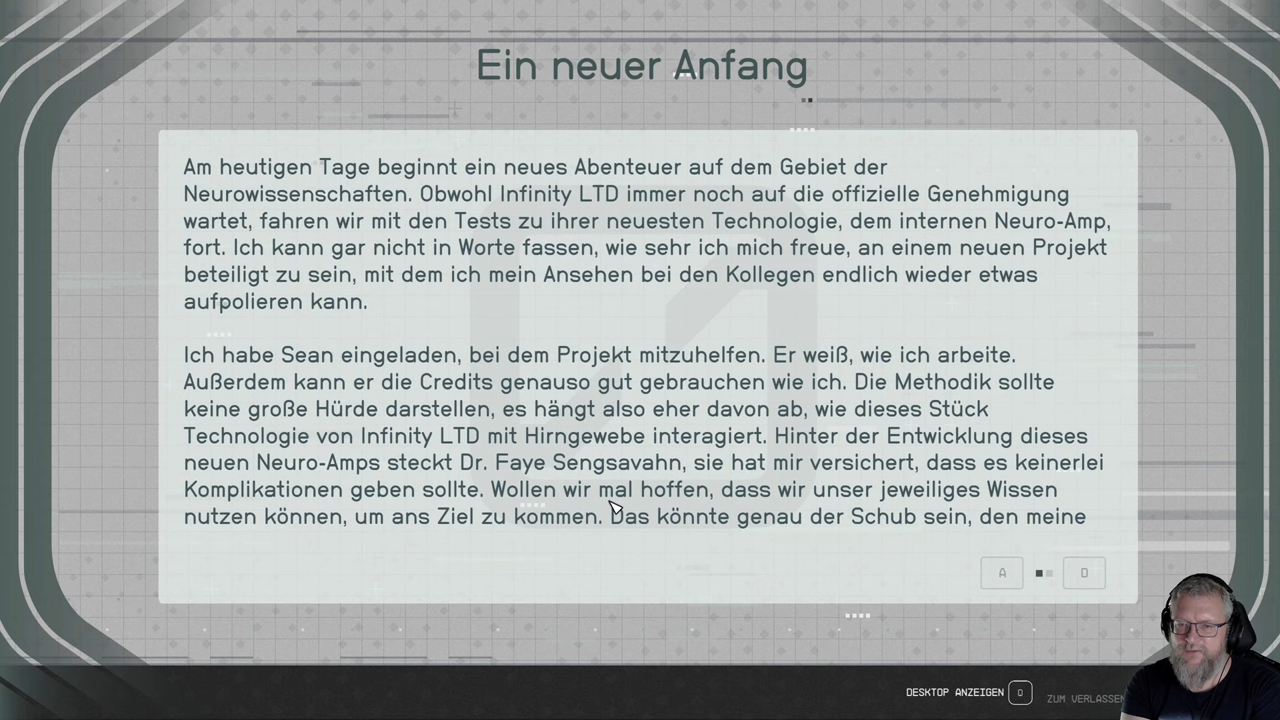 Ein neuer Anfang
Am heutigen Tage beginnt ein neues Abenteuer auf dem Gebiet der
Neurowissenschaften. Obwohl Infinity LTD immer noch auf die offizielle Genehmigung
wartet, fahren wir mit den Tests zu ihrer neuesten Technologie, dem internen Neuro-Amp,
fort. Ich kann gar nicht in Worte fassen, wie sehr ich mich freue, an einem neuen Projekt
beteiligt zu sein, mit dem ich mein Ansehen bei den Kollegen endlich wieder etwas
aufpolieren kann.
Ich habe Sean eingeladen, bei dem Projekt mitzuhelfen. Er weiß, wie ich arbeite.
Außerdem kann er die Credits genauso gut gebrauchen wie ich. Die Methodik sollte
keine große Hürde darstellen, es hängt also eher davon ab, wie dieses Stück
Technologie von Infinity LTD mit Hirngewebe interagiert. Hinter der Entwicklung dieses
neuen Neuro-Amps steckt Dr. Faye Sengsavahn, sie hat mir versichert, dass es keinerlei
Komplikationen geben sollte. Wollen wir mal hoffen, dass wir unser jeweiliges Wissen
nutzen können, um ans Ziel zu kommen. Das könnte genau der Schub sein, den meine
A D
DESKTOP ANZEIGEN Q ZUM VERLASSEN